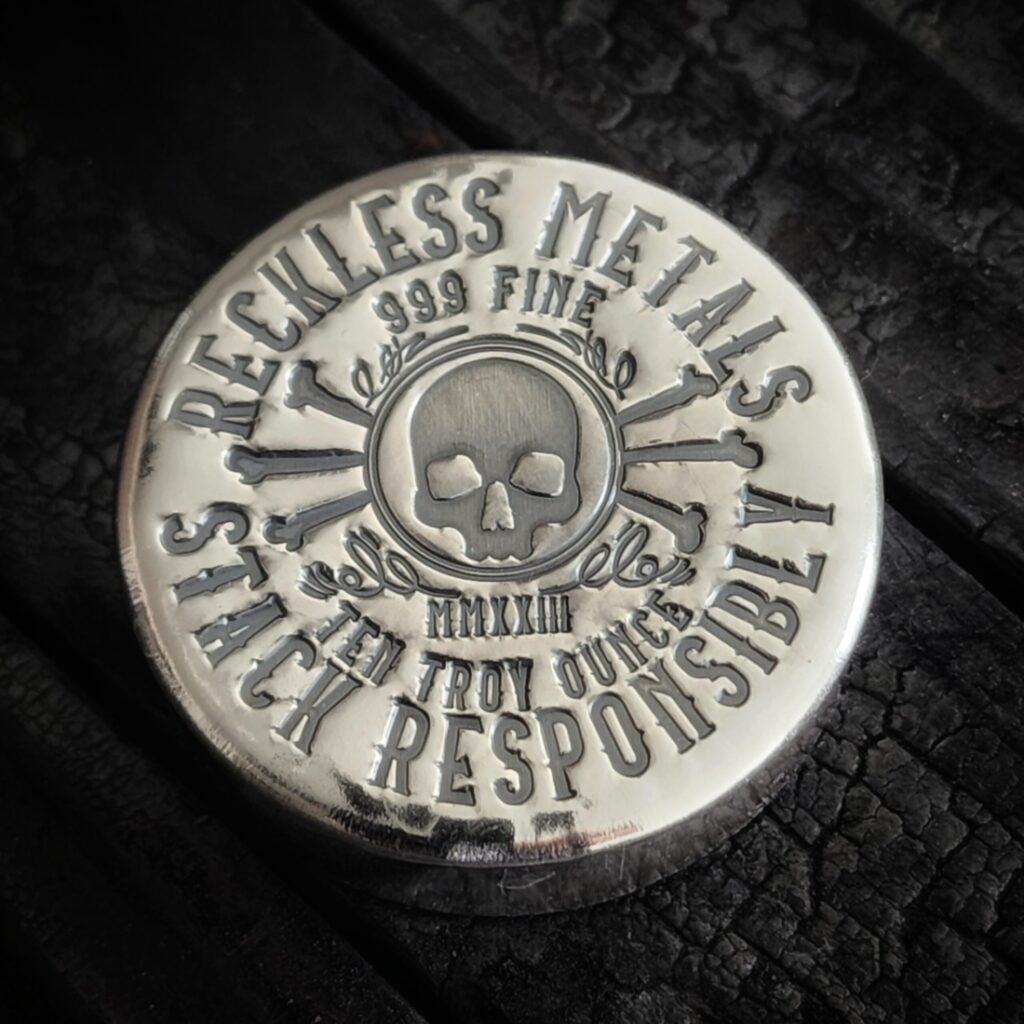 RECKLESS METALS
999 FINE
MMXXIII
TEN TROY OUNCE
STACK RESPONSIBLY